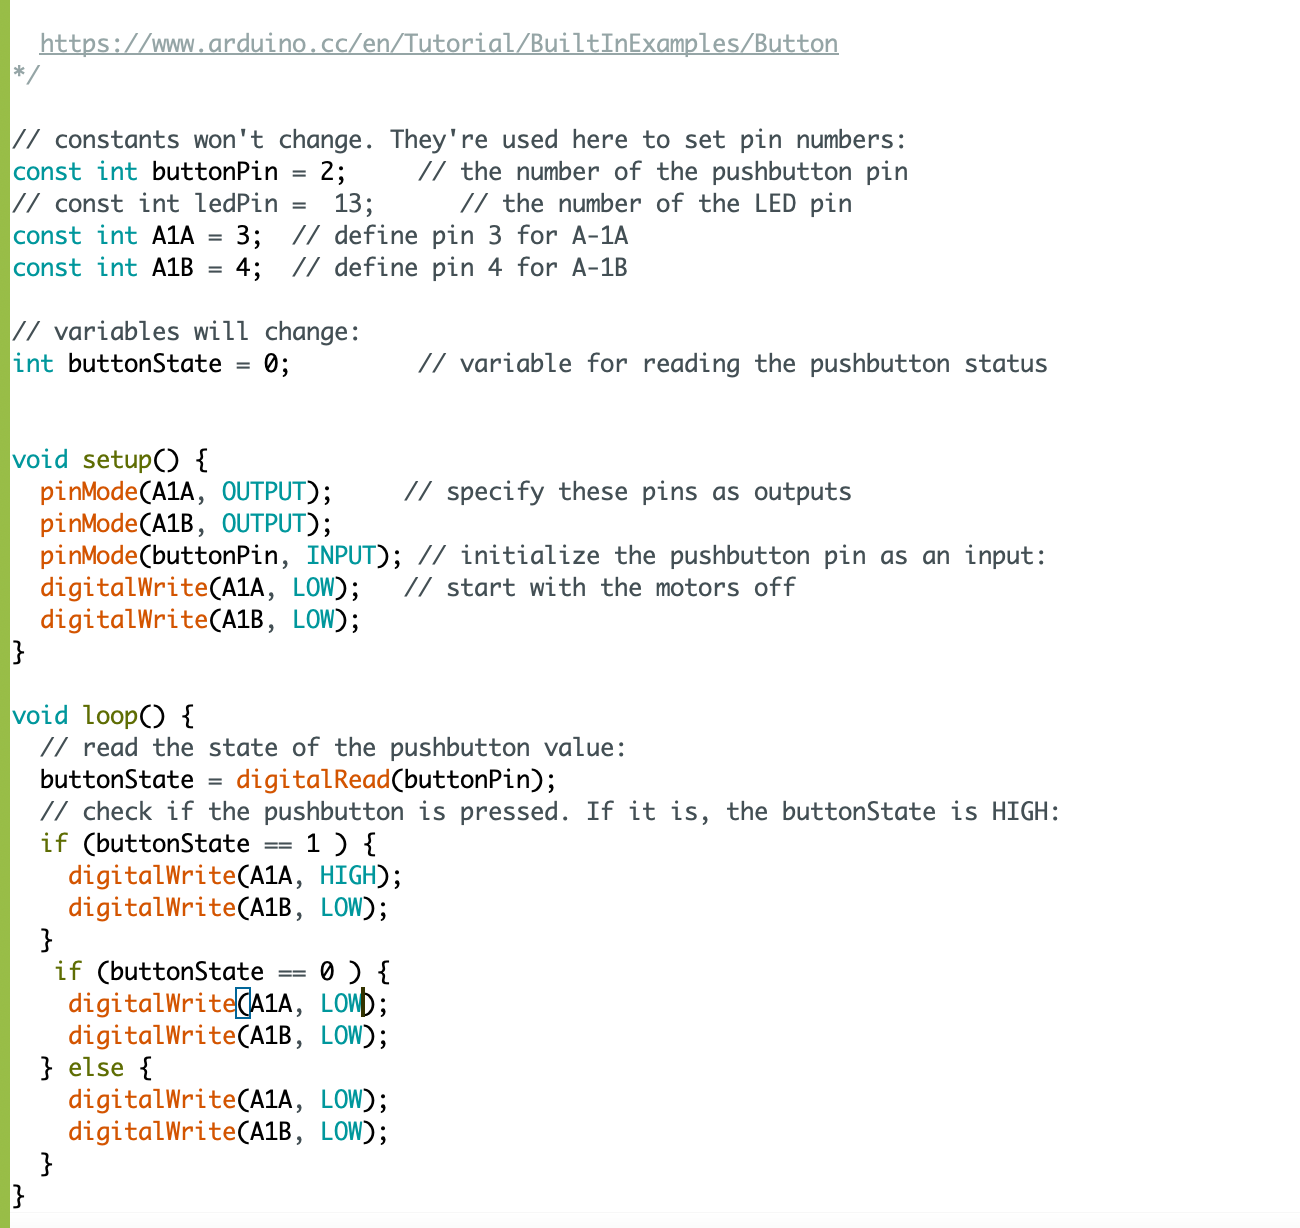 https://www.arduino.cc/en/Tutorial/BuiltInExamples/Button
*/
// constants won't change. They're used here to set pin numbers:
const int buttonPin = 2;     // the number of the pushbutton pin
// const int ledPin =  13;      // the number of the LED pin
const int A1A = 3;  // define pin 3 for A-1A
const int A1B = 4;  // define pin 4 for A-1B
// variables will change:
int buttonState = 0;         // variable for reading the pushbutton status
void setup() {
  pinMode(A1A, OUTPUT);     // specify these pins as outputs
  pinMode(A1B, OUTPUT);
  pinMode(buttonPin, INPUT); // initialize the pushbutton pin as an input:
  digitalWrite(A1A, LOW);   // start with the motors off
  digitalWrite(A1B, LOW);
}
void loop() {
  // read the state of the pushbutton value:
  buttonState = digitalRead(buttonPin);
  // check if the pushbutton is pressed. If it is, the buttonState is HIGH:
  if (buttonState == 1 ) {
    digitalWrite(A1A, HIGH);
    digitalWrite(A1B, LOW);
  }
   if (buttonState == 0 ) {
    digitalWrite(A1A, LOW);
    digitalWrite(A1B, LOW);
  } else {
    digitalWrite(A1A, LOW);
    digitalWrite(A1B, LOW);
  }
}